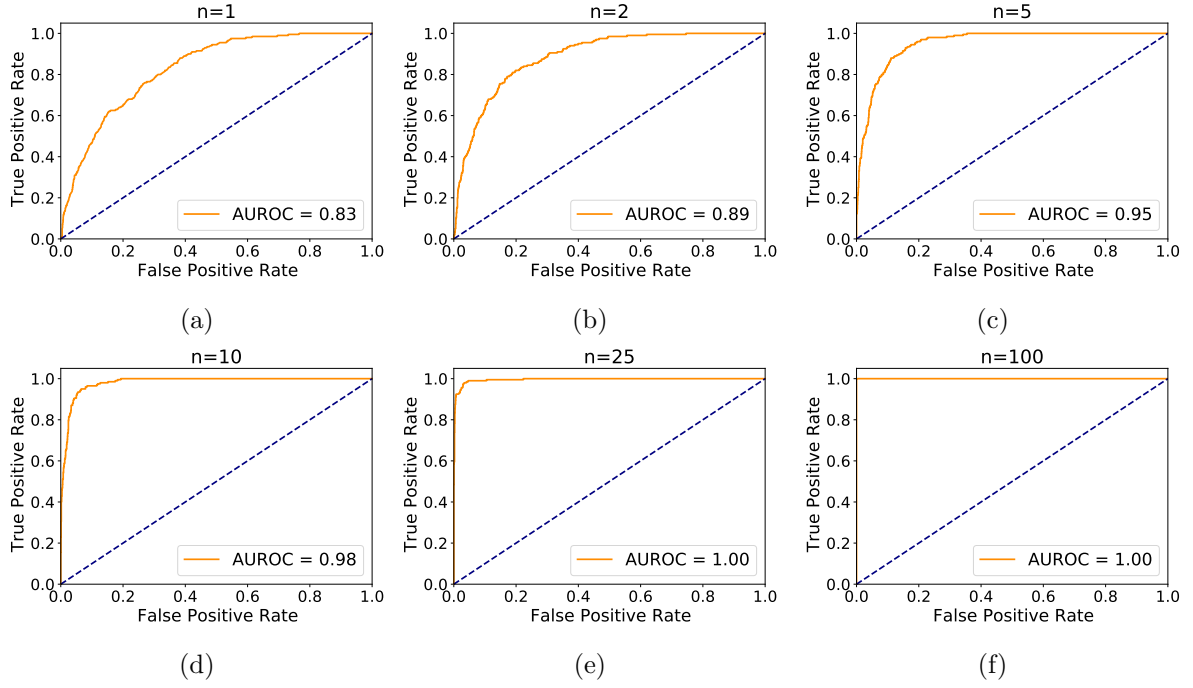 n=1
True Positive Rate
1.0
0.8
0.6
0.4
0.2
0.0
AUROC = 0.83
0.0 0.2 0.4 0.6 0.8 1.0
False Positive Rate
(a)
n=2
True Positive Rate
1.0
0.8
0.6
0.4
0.2
0.0
AUROC = 0.89
0.0 0.2 0.4 0.6 0.8 1.0
False Positive Rate
(b)
n=5
True Positive Rate
1.0
0.8
0.6
0.4
0.2
0.0
AUROC = 0.95
0.0 0.2 0.4 0.6 0.8 1.0
False Positive Rate
(c)
n=10
True Positive Rate
1.0
0.8
0.6
0.4
0.2
0.0
AUROC = 0.98
0.0 0.2 0.4 0.6 0.8 1.0
False Positive Rate
(d)
n=25
True Positive Rate
1.0
0.8
0.6
0.4
0.2
0.0
AUROC = 1.00
0.0 0.2 0.4 0.6 0.8 1.0
False Positive Rate
(e)
n=100
True Positive Rate
1.0
0.8
0.6
0.4
0.2
0.0
AUROC = 1.00
0.0 0.2 0.4 0.6 0.8 1.0
False Positive Rate
(f)